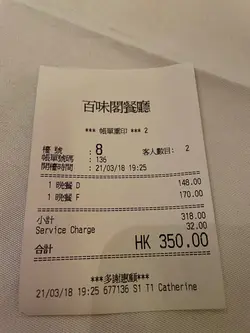 百味閣餐廳
*** 帳單重印 *** 2
檯 號 : 8 客人數目: 2
帳單號碼 : 136
開檯時間 : 21/03/18 19:25
1 晚餐 D 148.00
1 晚餐 F 170.00
小計 318.00
Service Charge 32.00
合計 HK 350.00
***多謝惠顧***
21/03/18 19:25 677136 S1 T1 Catherine